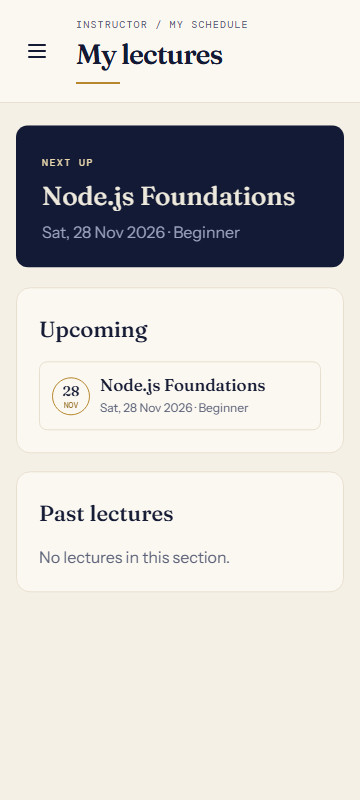 INSTRUCTOR / MY SCHEDULE
My lectures
NEXT UP
Node.js Foundations
Sat, 28 Nov 2026 · Beginner
Upcoming
28
NOV
Node.js Foundations
Sat, 28 Nov 2026 · Beginner
Past lectures
No lectures in this section.